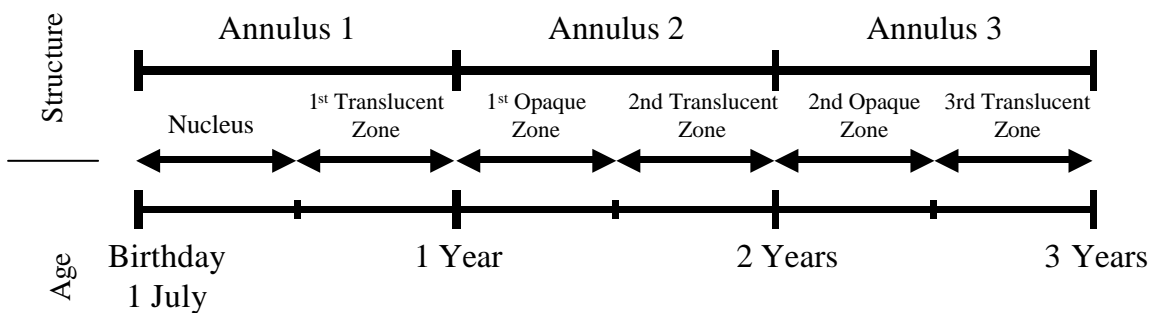 Structure
Annulus 1
Annulus 2
Annulus 3
Nucleus
1st Translucent
Zone
1st Opaque
Zone
2nd Translucent
Zone
2nd Opaque
Zone
3rd Translucent
Zone
Age
Birthday
1 July
1 Year
2 Years
3 Years